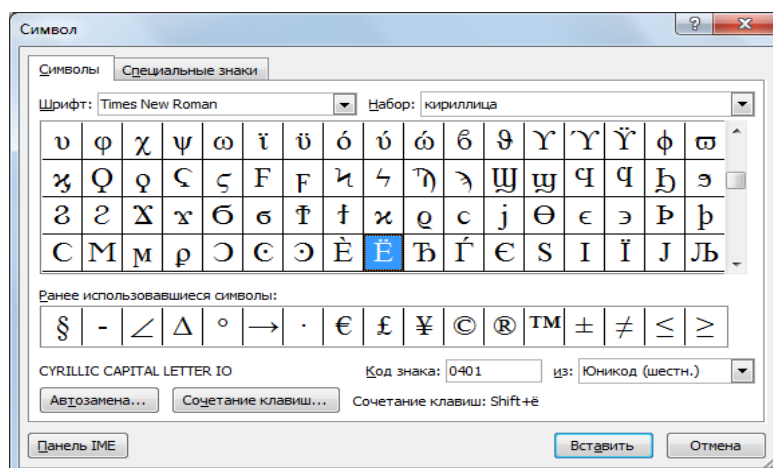 Символ
Символы Специальные знаки
Шрифт: Times New Roman Набор: кириллица
υ φ χ ψ ω ϊ ϋ ό ύ ώ ϐ ϑ ϒ ϓ ϔ ϕ ϖ
ϗ Ϙ ϙ Ϛ ϛ Ϝ ϝ Ϟ ϟ Ϡ ϡ Ϣ ϣ Ϥ ϥ Ϧ ϧ
Ϩ ϩ Ϫ ϫ Ϭ ϭ Ϯ ϯ ϰ ϱ ϲ ϳ ϴ ϵ ϶ Ϸ ϸ
Ϲ Ϻ ϻ ϼ Ͻ Ͼ Ͽ Ѐ Ё Ђ Ѓ Є Ѕ І Ї Ј Љ
Ранее использовавшиеся символы:
§ - ∠ Δ ° → · € £ ¥ © ® ™ ± ≠ ≤ ≥
CYRILLIC CAPITAL LETTER IO Код знака: 0401 из: Юникод (шестн.)
Автозамена... Сочетание клавиш... Сочетание клавиш: Shift+ё
Панель IME Вставить Отмена